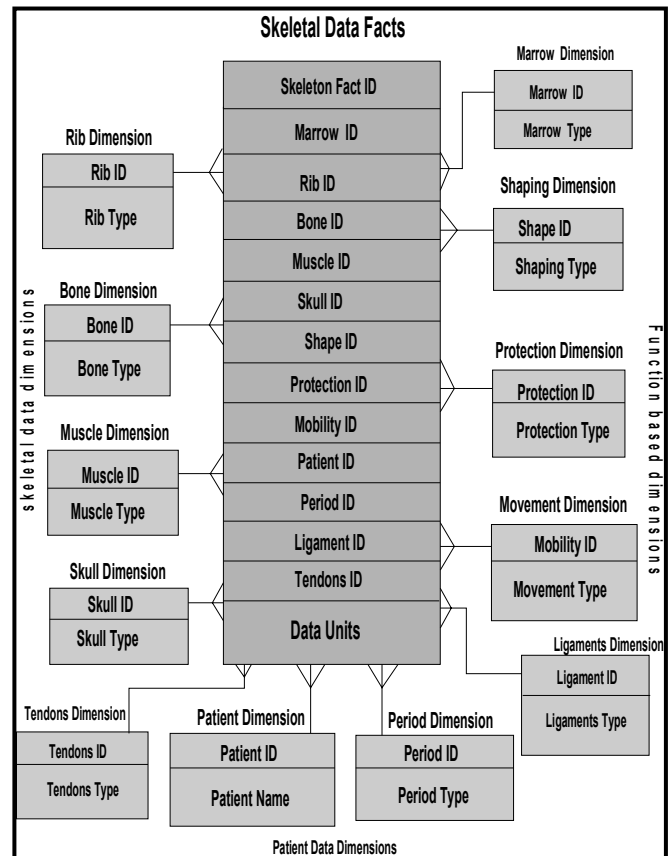 Skeletal Data Facts
Skeleton Fact ID
Marrow ID
Rib ID
Bone ID
Muscle ID
Skull ID
Shape ID
Protection ID
Mobility ID
Patient ID
Period ID
Ligament ID
Tendons ID
Data Units
skeletal data dimensions
Rib Dimension
Rib ID
Rib Type
Bone Dimension
Bone ID
Bone Type
Muscle Dimension
Muscle ID
Muscle Type
Skull Dimension
Skull ID
Skull Type
Marrow Dimension
Marrow ID
Marrow Type
Shaping Dimension
Shape ID
Shaping Type
Protection Dimension
Protection ID
Protection Type
Movement Dimension
Mobility ID
Movement Type
Ligaments Dimension
Ligament ID
Ligaments Type
Function based dimensions
Tendons Dimension
Tendons ID
Tendons Type
Patient Dimension
Patient ID
Patient Name
Period Dimension
Period ID
Period Type
Patient Data Dimensions